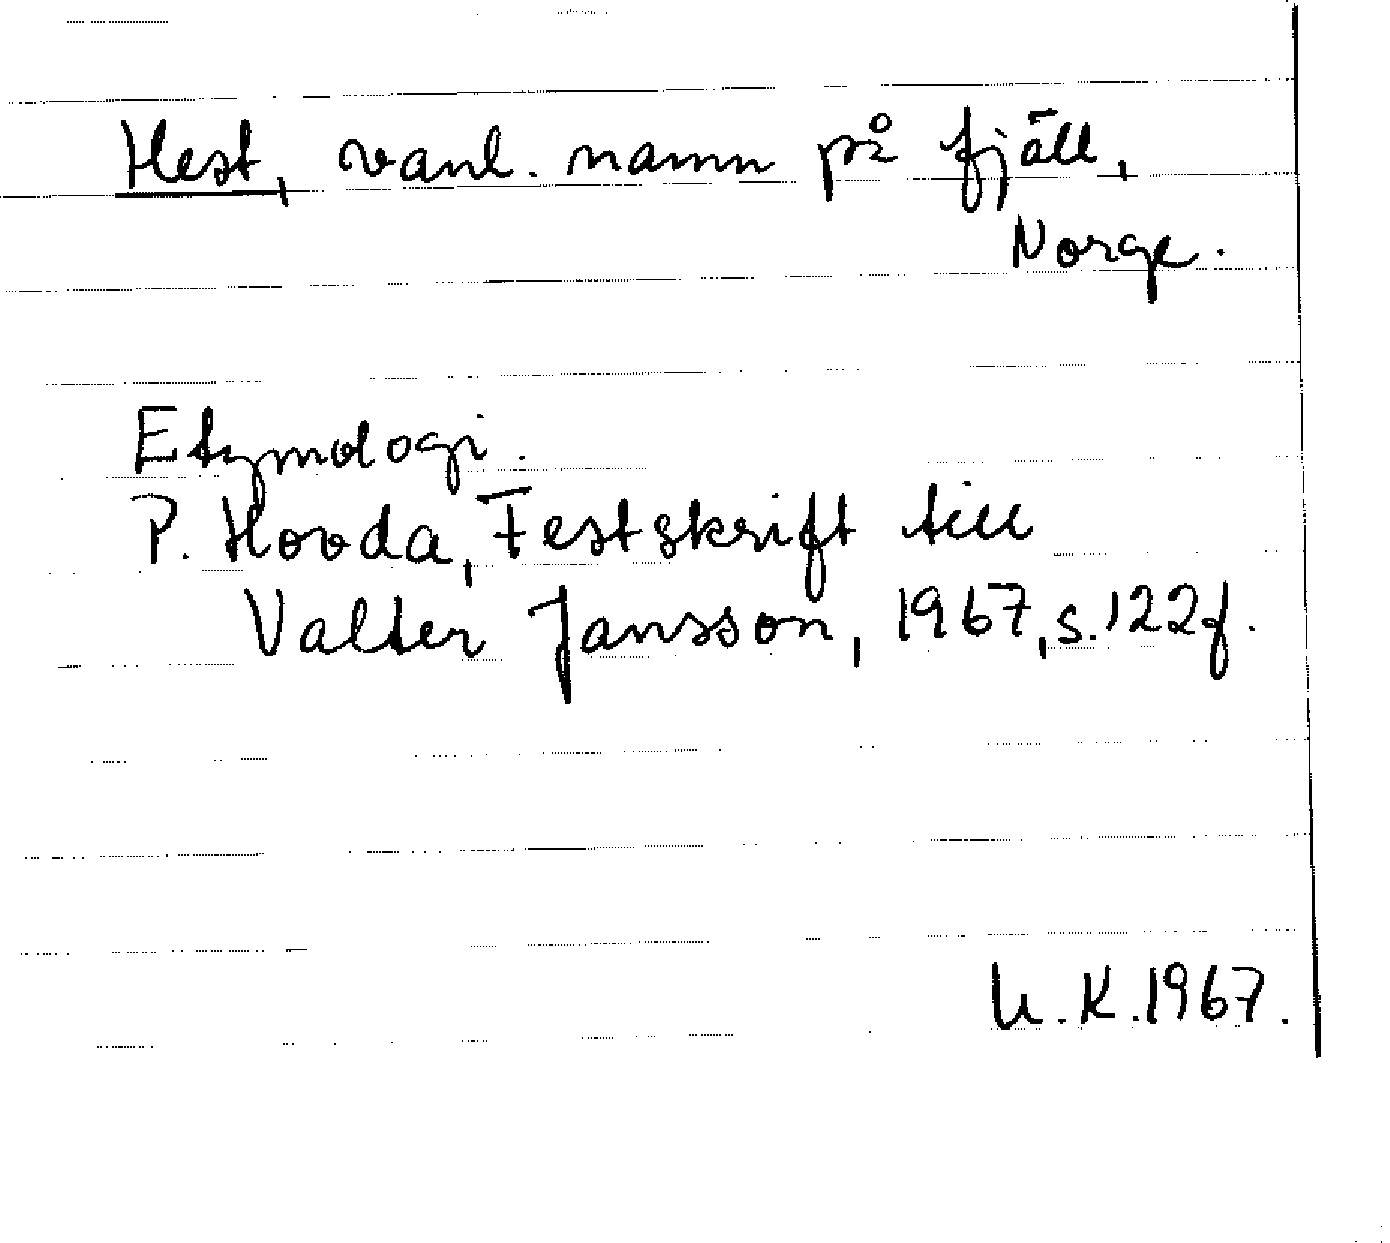 Hest, vanl. namn på fjäll,
Norge.
Etymologi.
P. Hovda, Festskrift till
Valter Jansson, 1967, s. 122f.
U.K. 1967.